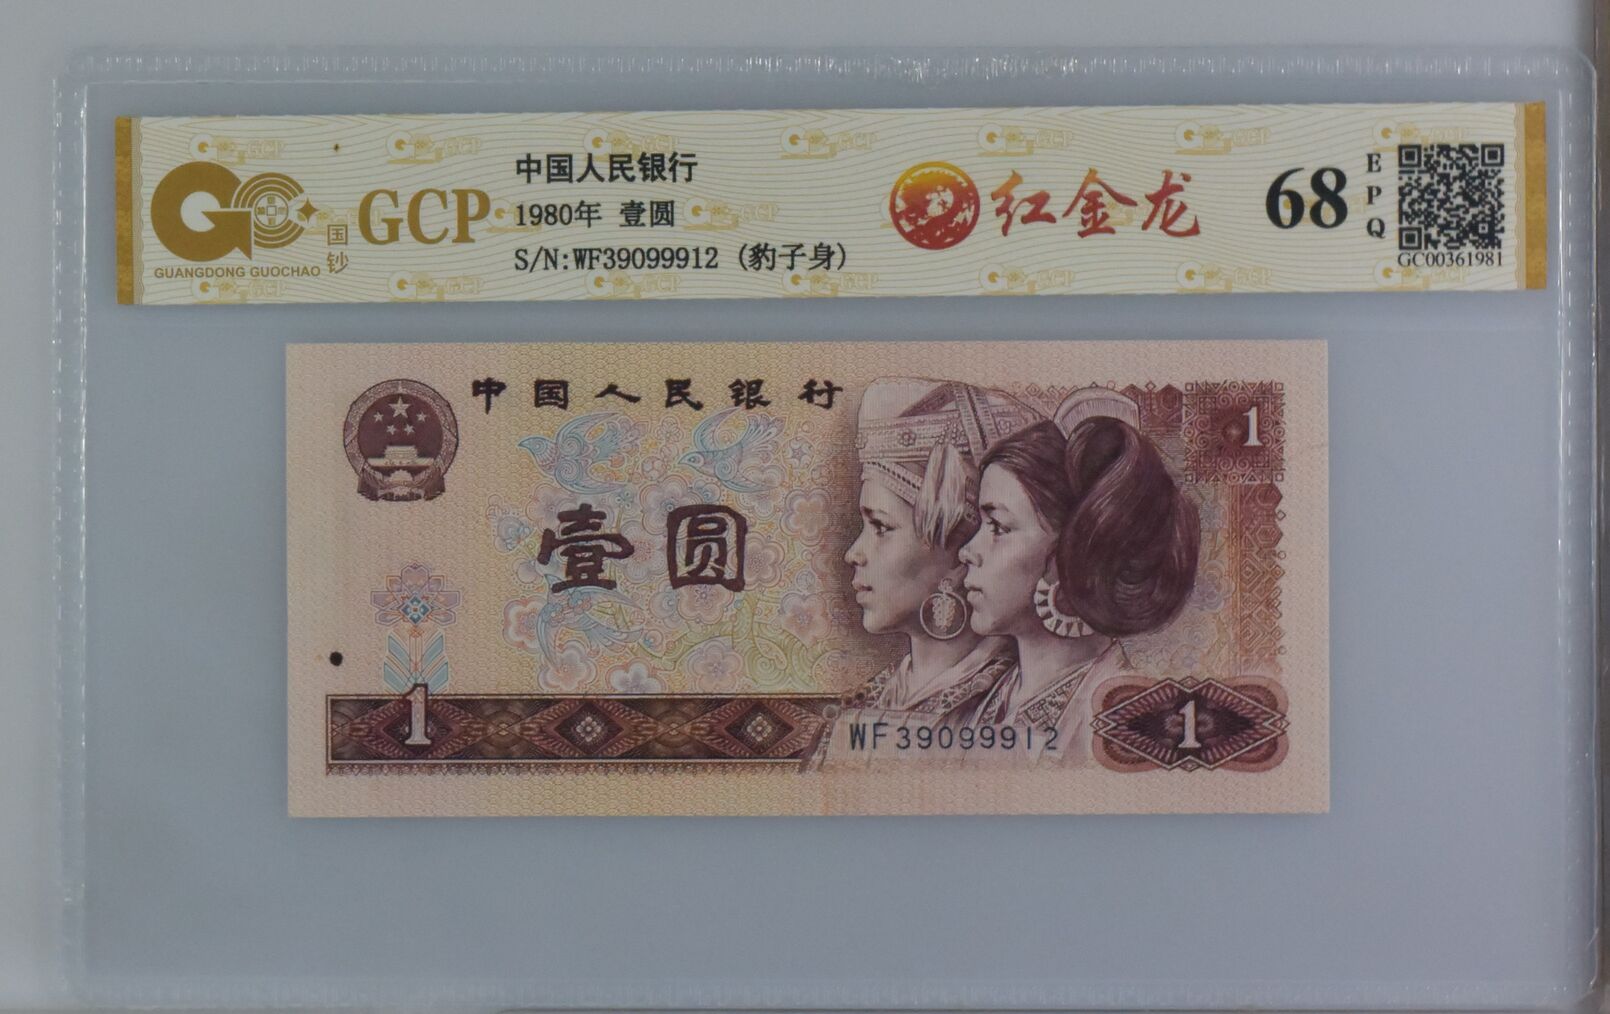 GUANGDONG GUOCHAO
国钞
GCP
中国人民银行
1980年 壹圆
S/N:WF39099912 (豹子身)
红金龙
68
EPQ
GC00361981
中国人民银行
1
壹圆
1
WF39099912
1